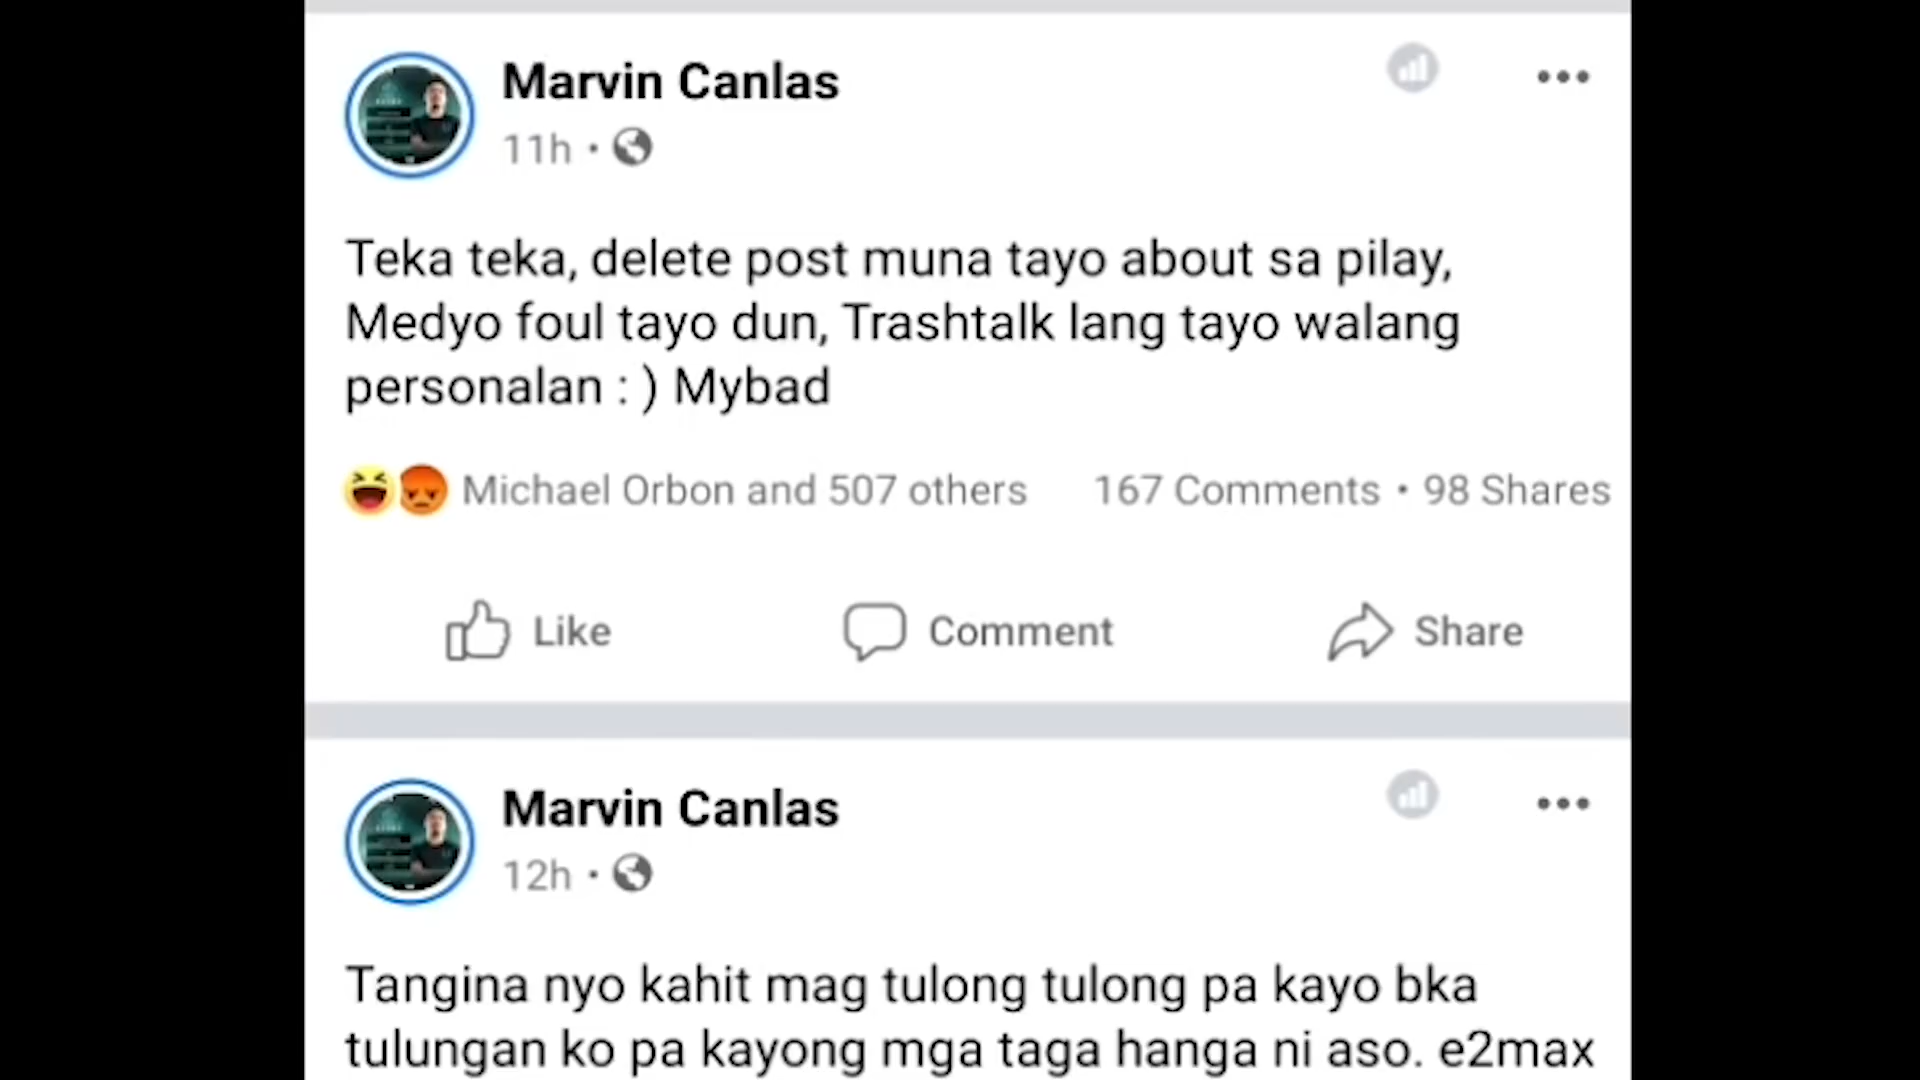 Marvin Canlas
11h ·
Teka teka, delete post muna tayo about sa pilay,
Medyo foul tayo dun, Trashtalk lang tayo walang
personalan : ) Mybad
Michael Orbon and 507 others 167 Comments • 98 Shares
Like Comment Share
Marvin Canlas
12h ·
Tangina nyo kahit mag tulong tulong pa kayo bka
tulungan ko pa kayong mga taga hanga ni aso. e2max